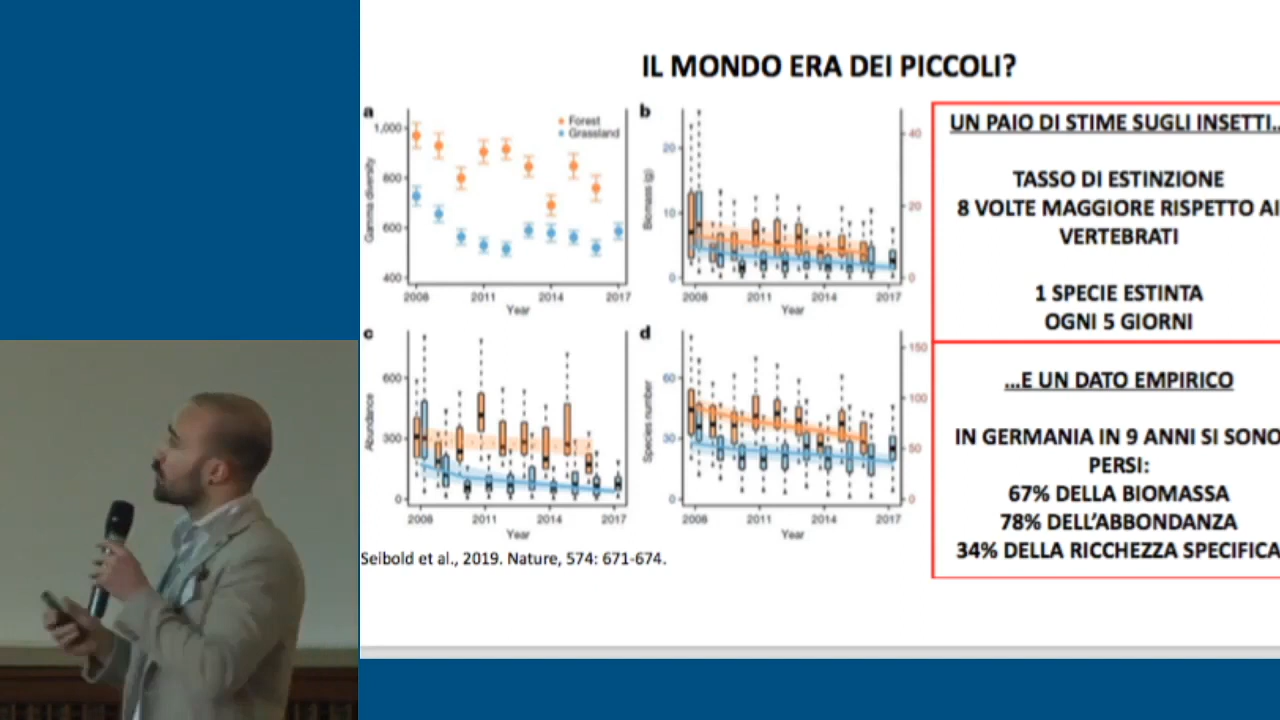 IL MONDO ERA DEI PICCOLI?
a
Forest
Grassland
1,000
800
600
400
Gamma diversity
2008 2011 2014 2017
Year
b
20
10
0
Biomass (g)
40
20
0
2008 2011 2014 2017
Year
c
600
300
0
Abundance
2008 2011 2014 2017
Year
d
60
30
0
Species number
150
100
50
0
2008 2011 2014 2017
Year
Seibold et al., 2019. Nature, 574: 671-674.
UN PAIO DI STIME SUGLI INSETTI..
TASSO DI ESTINZIONE
8 VOLTE MAGGIORE RISPETTO AI
VERTEBRATI
1 SPECIE ESTINTA
OGNI 5 GIORNI
...E UN DATO EMPIRICO
IN GERMANIA IN 9 ANNI SI SONO
PERSI:
67% DELLA BIOMASSA
78% DELL'ABBONDANZA
34% DELLA RICCHEZZA SPECIFICA